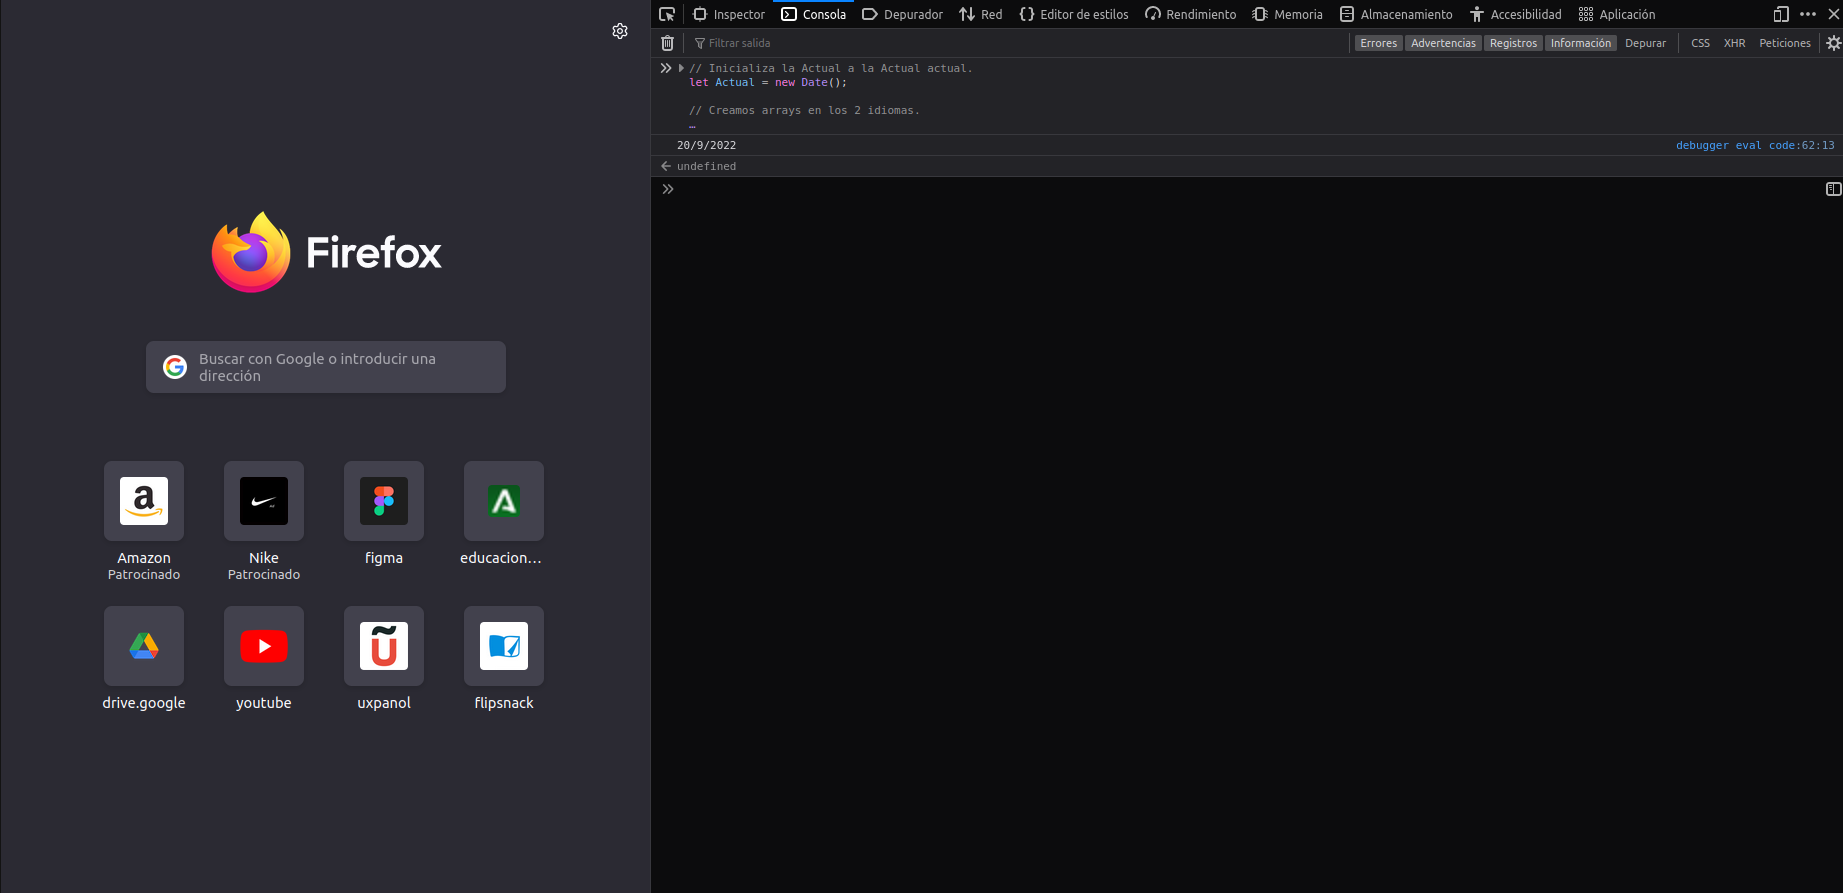 Inspector
Consola
Depurador
Red
Editor de estilos
Rendimiento
Memoria
Almacenamiento
Accesibilidad
Aplicación
Filtrar salida
Errores
Advertencias
Registros
Información
Depurar
CSS
XHR
Peticiones
// Inicializa la Actual a la Actual actual.
let Actual = new Date();
// Creamos arrays en los 2 idiomas.
…
20/9/2022
debugger eval code:62:13
undefined
Firefox
Buscar con Google o introducir una
dirección
Amazon
Patrocinado
Nike
Patrocinado
figma
educacion…
drive.google
youtube
uxpanol
flipsnack